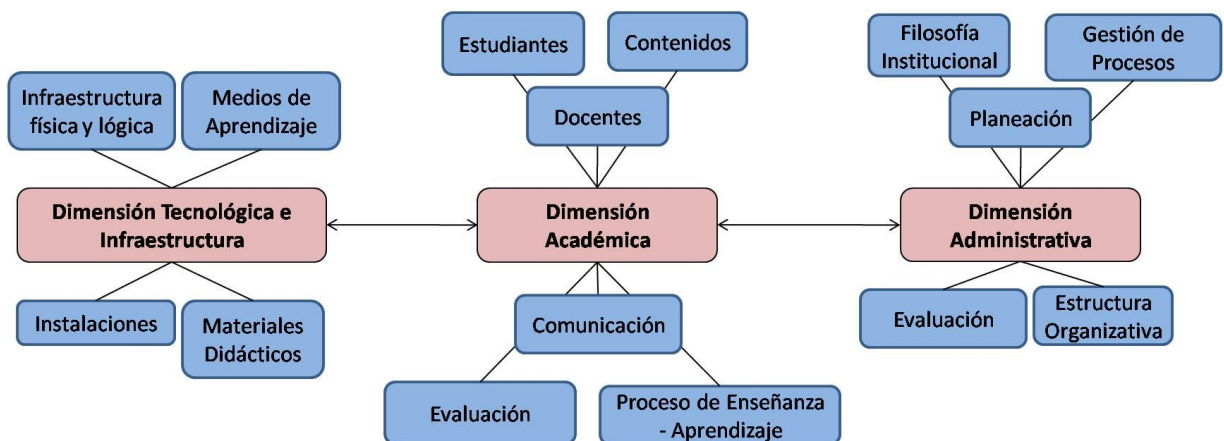 Estudiantes
Contenidos
Filosofía
Institucional
Gestión de
Procesos
Infraestructura
física y lógica
Medios de
Aprendizaje
Docentes
Planeación
Dimensión Tecnológica e
Infraestructura
Dimensión
Académica
Dimensión
Administrativa
Instalaciones
Materiales
Didácticos
Comunicación
Evaluación
Estructura
Organizativa
Evaluación
Proceso de Enseñanza
- Aprendizaje